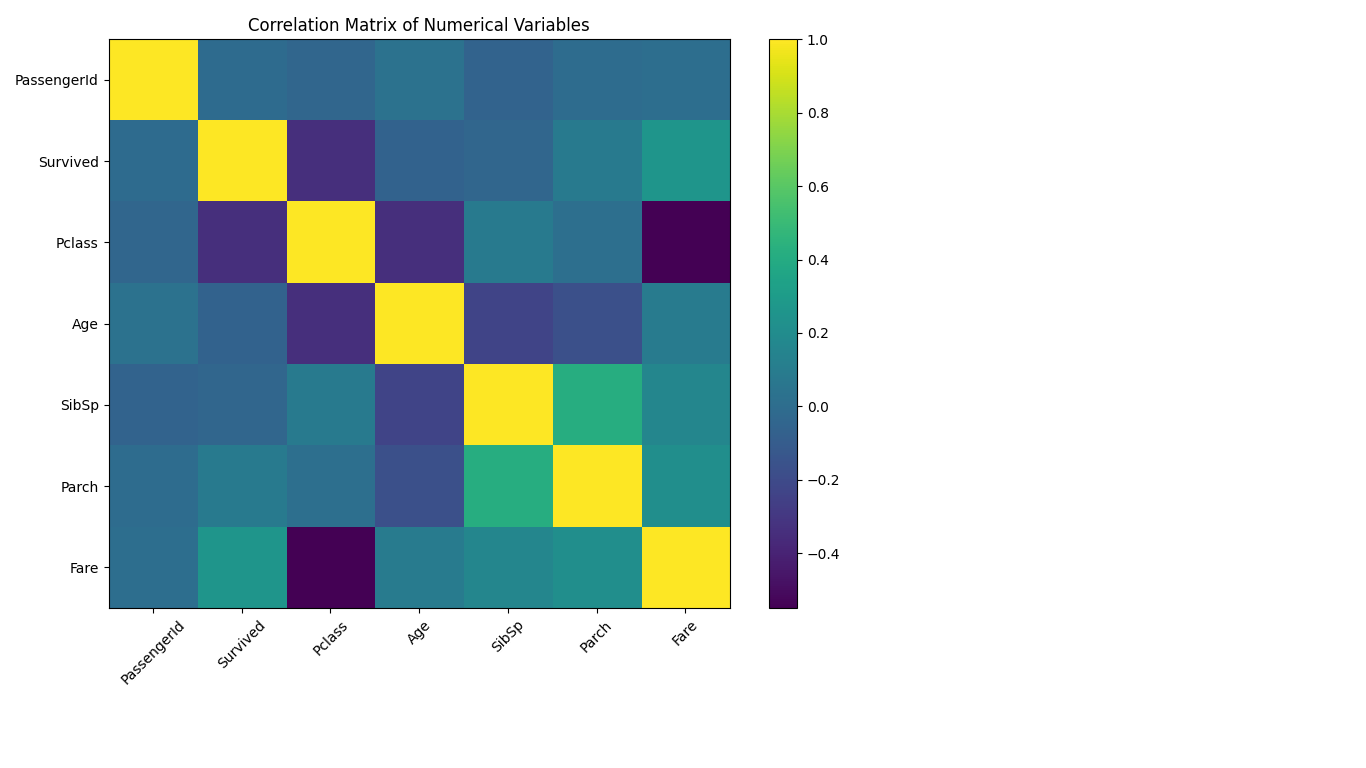 Correlation Matrix of Numerical Variables
PassengerId
Survived
Pclass
Age
SibSp
Parch
Fare
PassengerId
Survived
Pclass
Age
SibSp
Parch
Fare
1.0
0.8
0.6
0.4
0.2
0.0
−0.2
−0.4